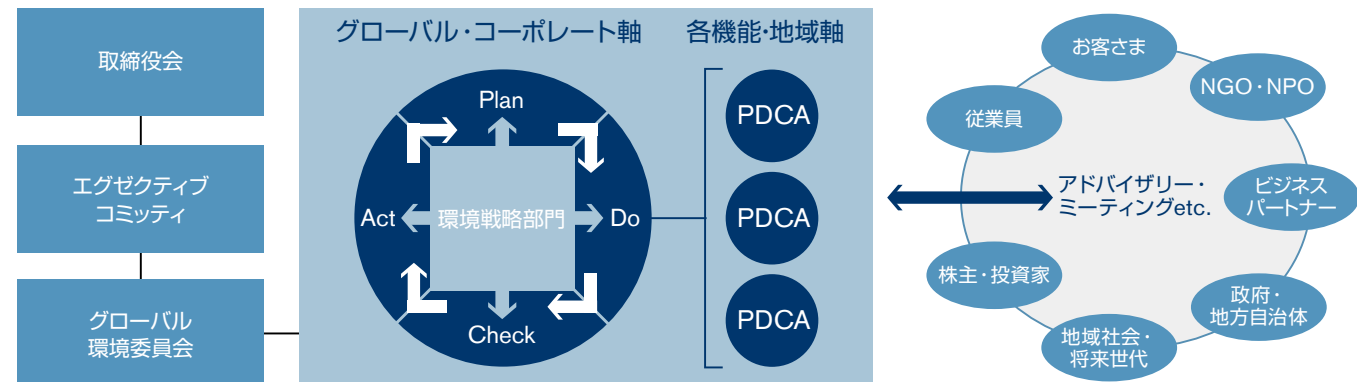 取締役会
エグゼクティブ
コミッティ
グローバル
環境委員会
グローバル・コーポレート軸
各機能・地域軸
Plan
Act
環境戦略部門
Do
Check
PDCA
PDCA
PDCA
お客さま
NGO・NPO
従業員
アドバイザリー・
ミーティングetc.
ビジネス
パートナー
株主・投資家
政府・
地方自治体
地域社会・
将来世代